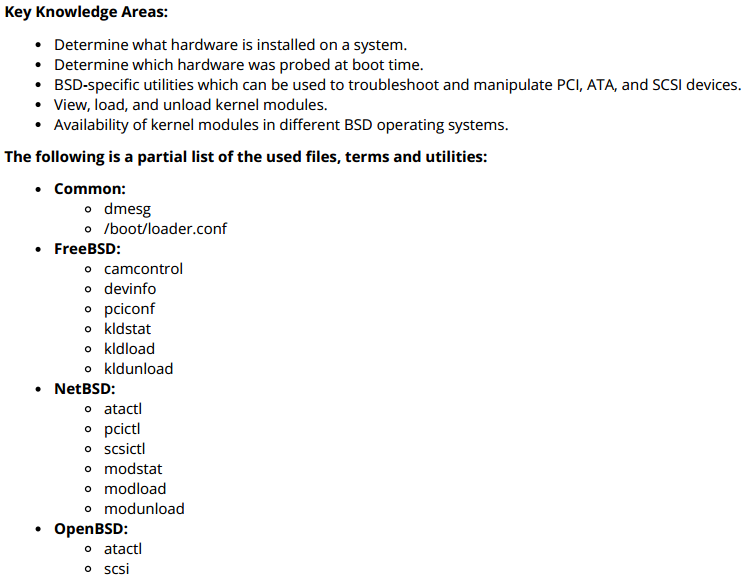 Key Knowledge Areas:
• Determine what hardware is installed on a system.
• Determine which hardware was probed at boot time.
• BSD-specific utilities which can be used to troubleshoot and manipulate PCI, ATA, and SCSI devices.
• View, load, and unload kernel modules.
• Availability of kernel modules in different BSD operating systems.
The following is a partial list of the used files, terms and utilities:
• Common:
◦ dmesg
◦ /boot/loader.conf
• FreeBSD:
◦ camcontrol
◦ devinfo
◦ pciconf
◦ kldstat
◦ kldload
◦ kldunload
• NetBSD:
◦ atactl
◦ pcictl
◦ scsictl
◦ modstat
◦ modload
◦ modunload
• OpenBSD:
◦ atactl
◦ scsi